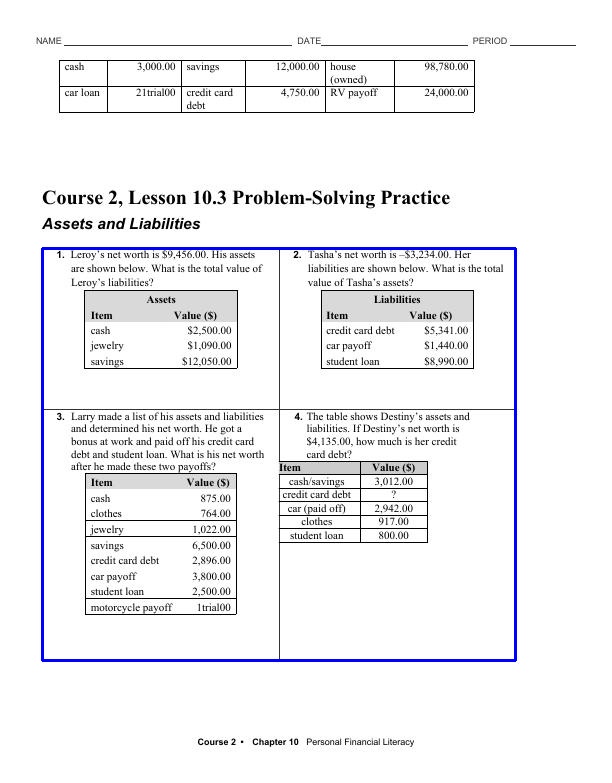 NAME ______ DATE ______ PERIOD ______
cash 3,000.00 savings 12,000.00 house
(owned) 98,780.00
car loan 21trial00 credit card
debt 4,750.00 RV payoff 24,000.00
Course 2, Lesson 10.3 Problem-Solving Practice
Assets and Liabilities
1. Leroy’s net worth is $9,456.00. His assets
are shown below. What is the total value of
Leroy’s liabilities?
Assets
Item Value ($)
cash $2,500.00
jewelry $1,090.00
savings $12,050.00
2. Tasha’s net worth is –$3,234.00. Her
liabilities are shown below. What is the total
value of Tasha’s assets?
Liabilities
Item Value ($)
credit card debt $5,341.00
car payoff $1,440.00
student loan $8,990.00
3. Larry made a list of his assets and liabilities
and determined his net worth. He got a
bonus at work and paid off his credit card
debt and student loan. What is his net worth
after he made these two payoffs?
Item Value ($)
cash 875.00
clothes 764.00
jewelry 1,022.00
savings 6,500.00
credit card debt 2,896.00
car payoff 3,800.00
student loan 2,500.00
motorcycle payoff 1trial00
4. The table shows Destiny’s assets and
liabilities. If Destiny’s net worth is
$4,135.00, how much is her credit
card debt?
Item Value ($)
cash/savings 3,012.00
credit card debt ?
car (paid off) 2,942.00
clothes 917.00
student loan 800.00
Course 2 • Chapter 10 Personal Financial Literacy